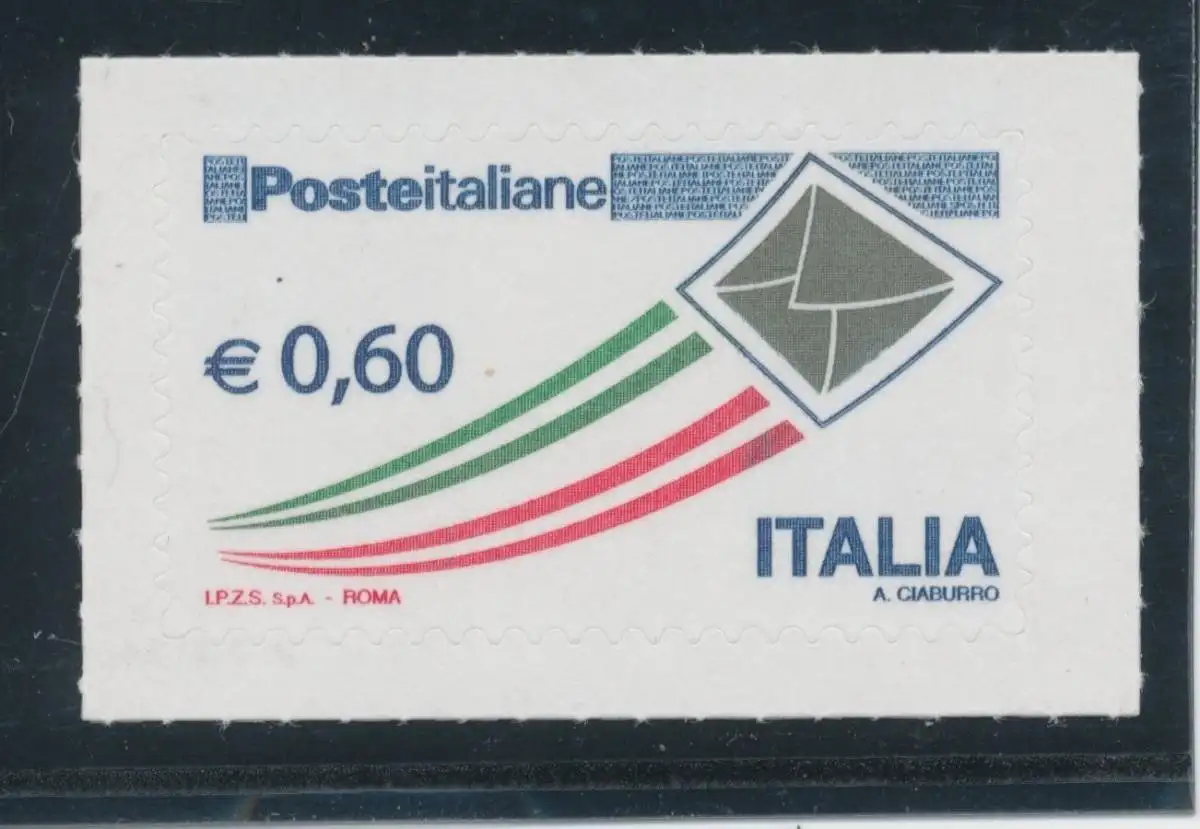 Posteitaliane
€ 0,60
ITALIA
I.P.Z.S. S.p.A. - ROMA
A. CIABURRO